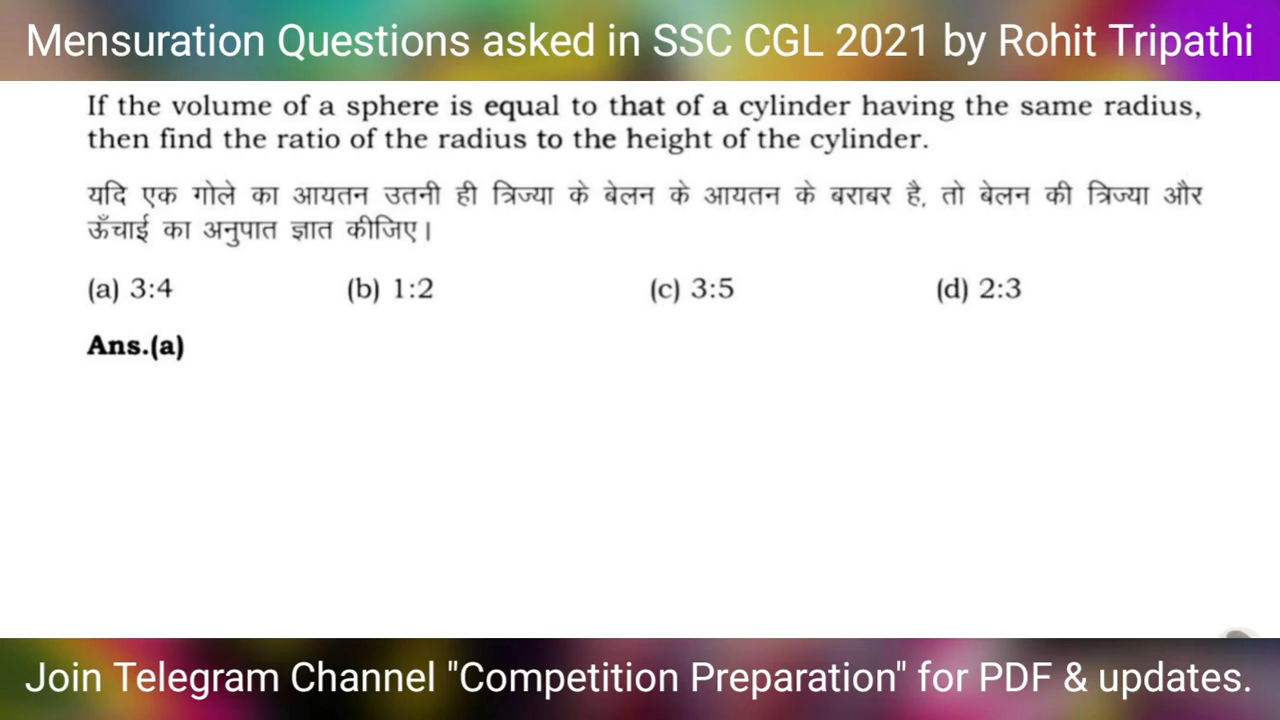 Mensuration Questions asked in SSC CGL 2021 by Rohit Tripathi
If the volume of a sphere is equal to that of a cylinder having the same radius,
then find the ratio of the radius to the height of the cylinder.
यदि एक गोले का आयतन उतनी ही त्रिज्या के बेलन के आयतन के बराबर है, तो बेलन की त्रिज्या और
ऊँचाई का अनुपात ज्ञात कीजिए।
(a) 3:4 (b) 1:2 (c) 3:5 (d) 2:3
Ans.(a)
Join Telegram Channel "Competition Preparation" for PDF & updates.